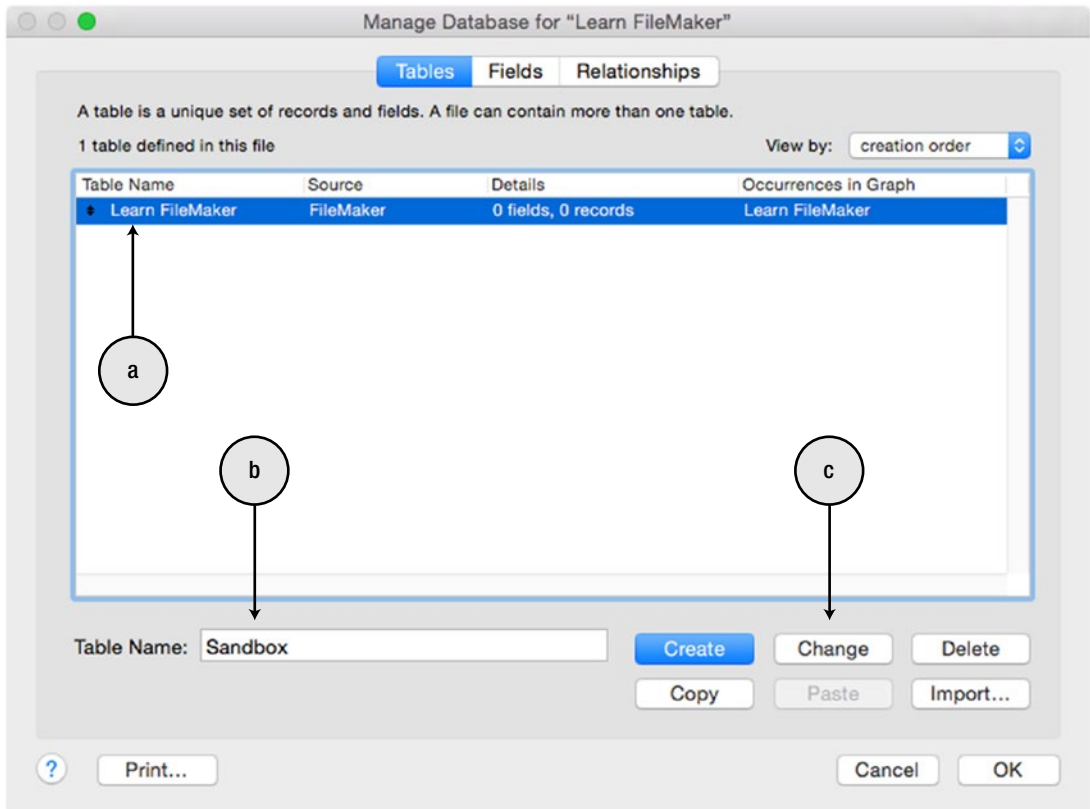 Manage Database for “Learn FileMaker”
Tables Fields Relationships
A table is a unique set of records and fields. A file can contain more than one table.
1 table defined in this file View by: creation order
Table Name Source Details Occurrences in Graph
Learn FileMaker FileMaker 0 fields, 0 records Learn FileMaker
a
b c
Table Name: Sandbox Create Change Delete
Copy Paste Import...
? Print... Cancel OK